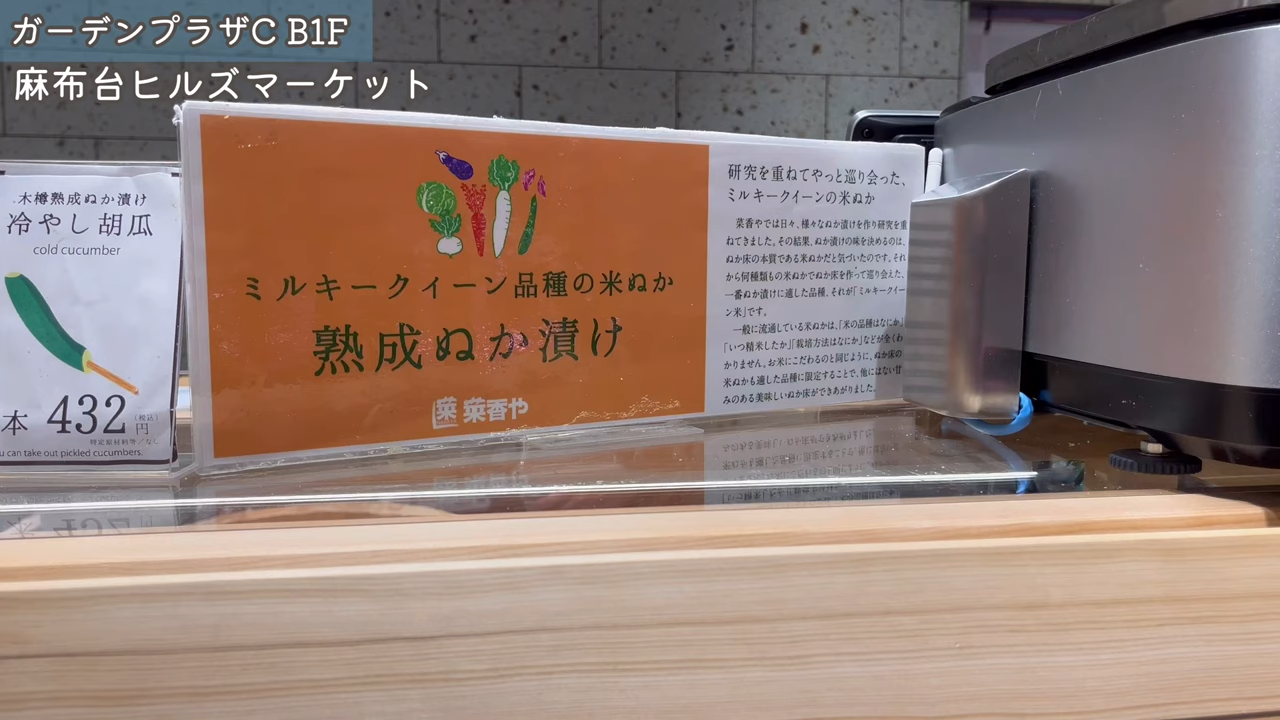 ガーデンプラザC B1F
麻布台ヒルズマーケット
木樽熟成ぬか漬け
冷やし胡瓜
cold cucumber
本 432円
(税込)
特定原材料等/なし
u can take out pickled cucumbers.
ミルキークィーン品種の米ぬか
熟成ぬか漬け
菜香や
研究を重ねてやっと巡り会った、
ミルキークイーンの米ぬか
菜香やでは日々、様々なぬか漬けを作り研究を重
ねてきました。その結果、ぬか漬けの味を決めるのは、
ぬか床の本質である米ぬかだと気づいたのです。それ
から何種類もの米ぬかでぬか床を作って巡り会えた、
一番ぬか漬けに適した品種。それが「ミルキークイー
ン米」です。
一般に流通している米ぬかは、「米の品種はなにか」
「いつ精米したか」「栽培方法はなにか」などが全くわ
かりません。お米にこだわるのと同じように、ぬか床の
米ぬかも適した品種に限定することで、他にはない甘
みのある美味しいぬか床ができあがりました。